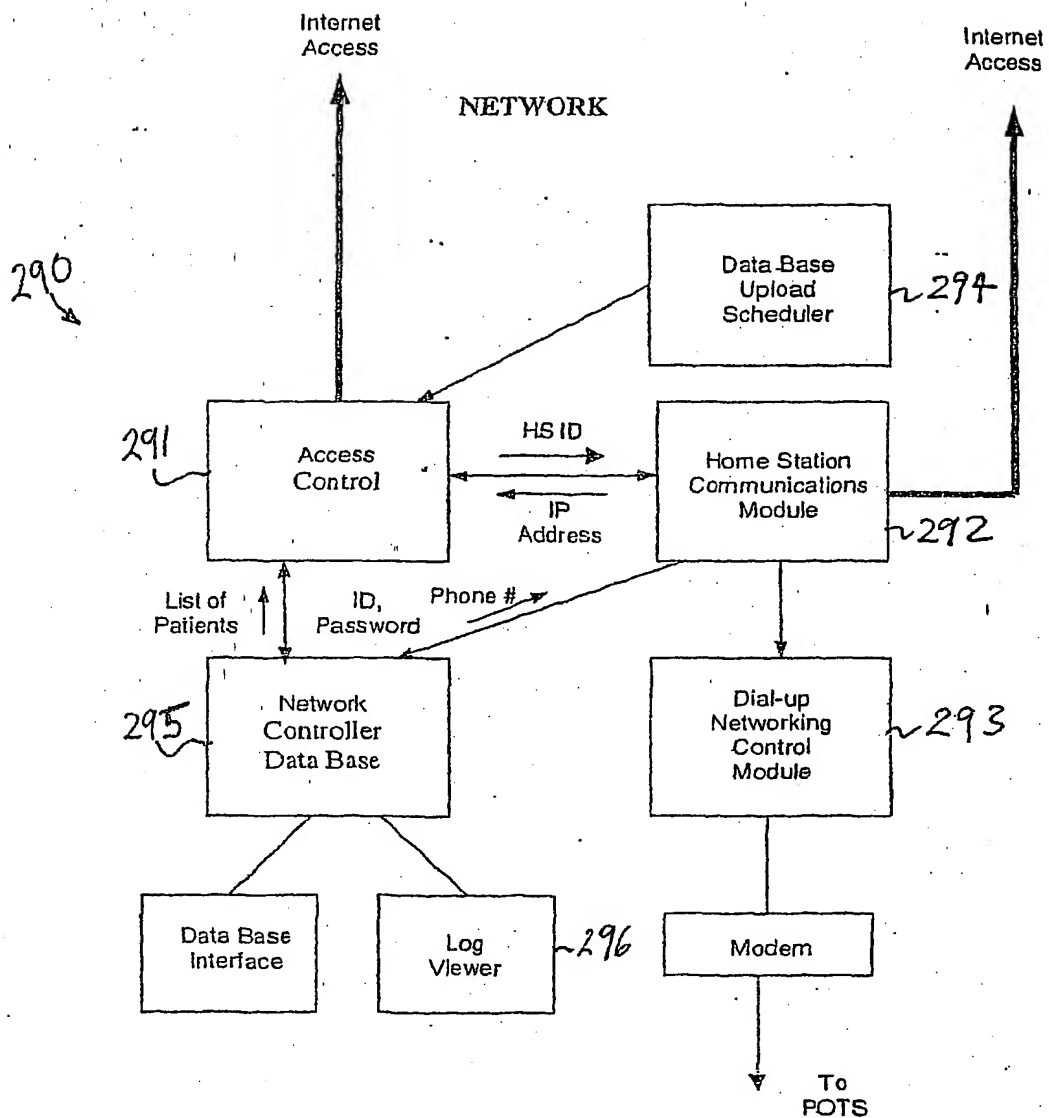 Internet
Access
Internet
Access
NETWORK
290
Data Base
Upload
Scheduler
294
291
Access
Control
HS ID
IP
Address
Home Station
Communications
Module
292
List of
Patients
ID,
Password
Phone #
295
Network
Controller
Data Base
Dial-up
Networking
Control
Module
293
Data Base
Interface
Log
Viewer
296
Modem
To
POTS